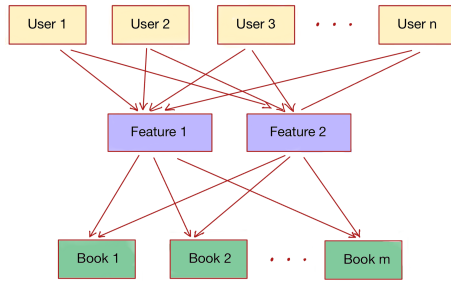 User 1
User 2
User 3
. . .
User n
Feature 1
Feature 2
Book 1
Book 2
. . .
Book m